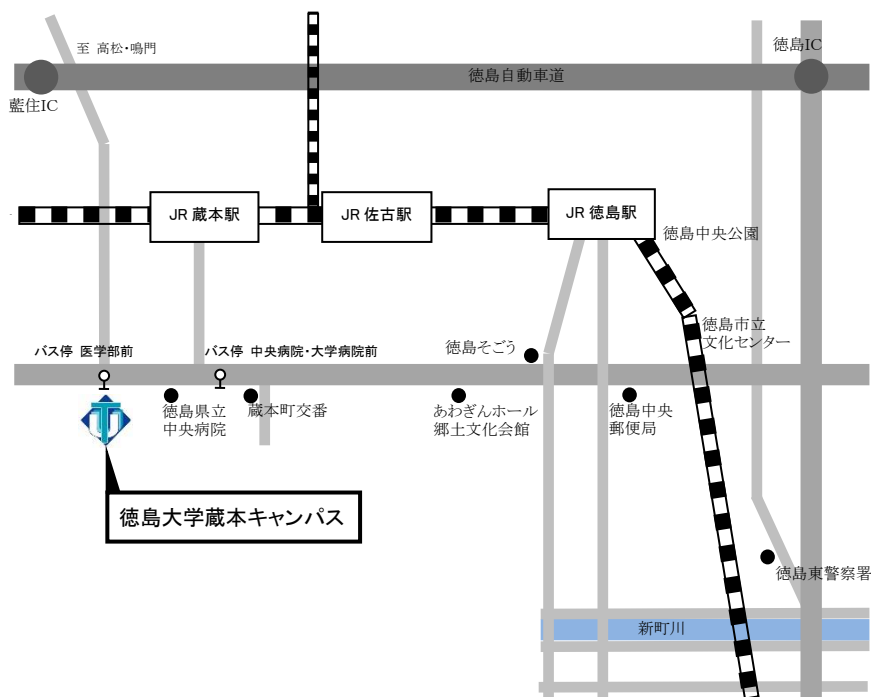 至 高松・鳴門
徳島IC
徳島自動車道
藍住IC
JR 蔵本駅
JR 佐古駅
JR 徳島駅
徳島中央公園
徳島市立
文化センター
バス停 医学部前
バス停 中央病院・大学病院前
徳島そごう
徳島県立
中央病院
蔵本町交番
あわぎんホール
郷土文化会館
徳島中央
郵便局
徳島大学蔵本キャンパス
徳島東警察署
新町川